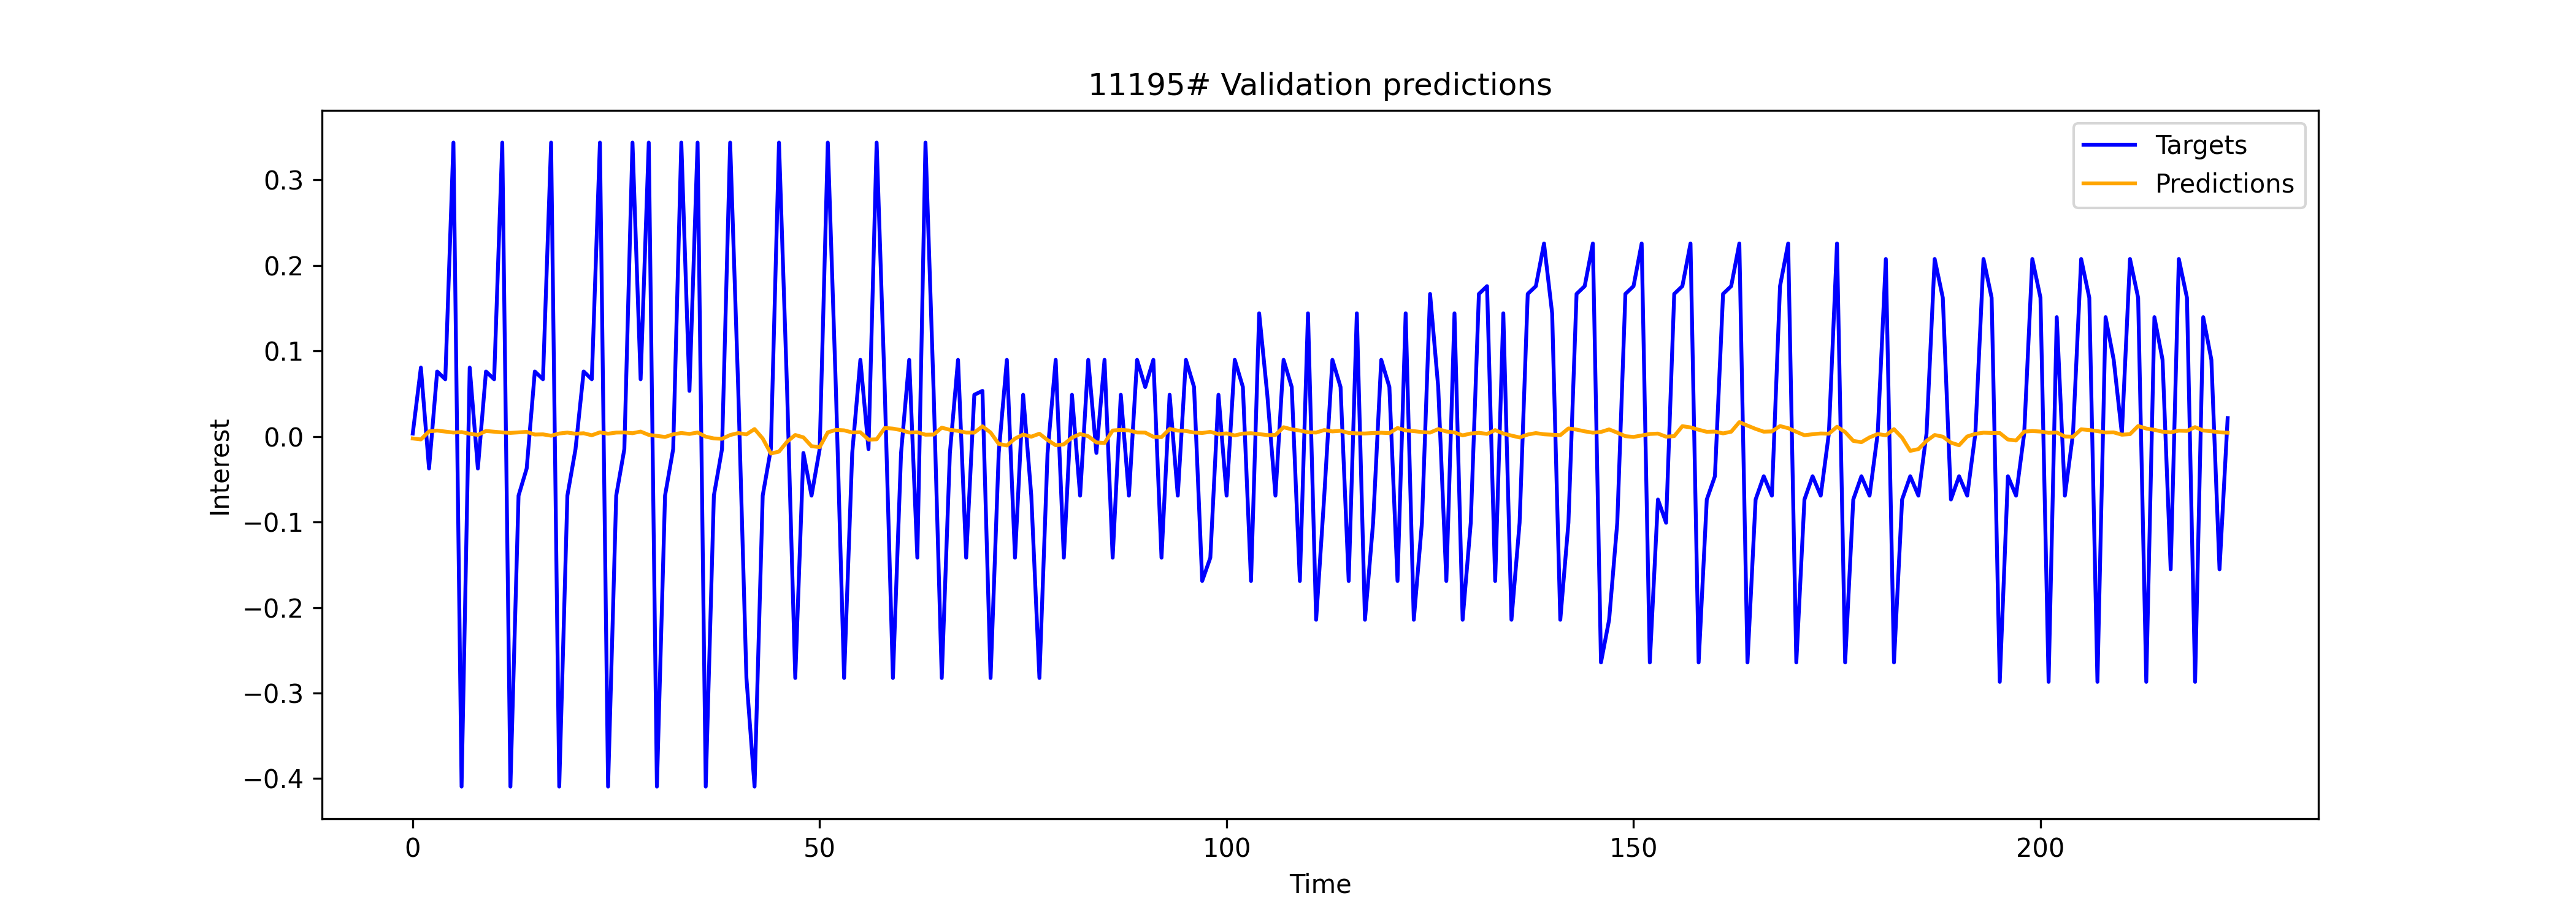 11195# Validation predictions
Targets
Predictions
Interest
0.3
0.2
0.1
0.0
−0.1
−0.2
−0.3
−0.4
0 50 100 150 200
Time